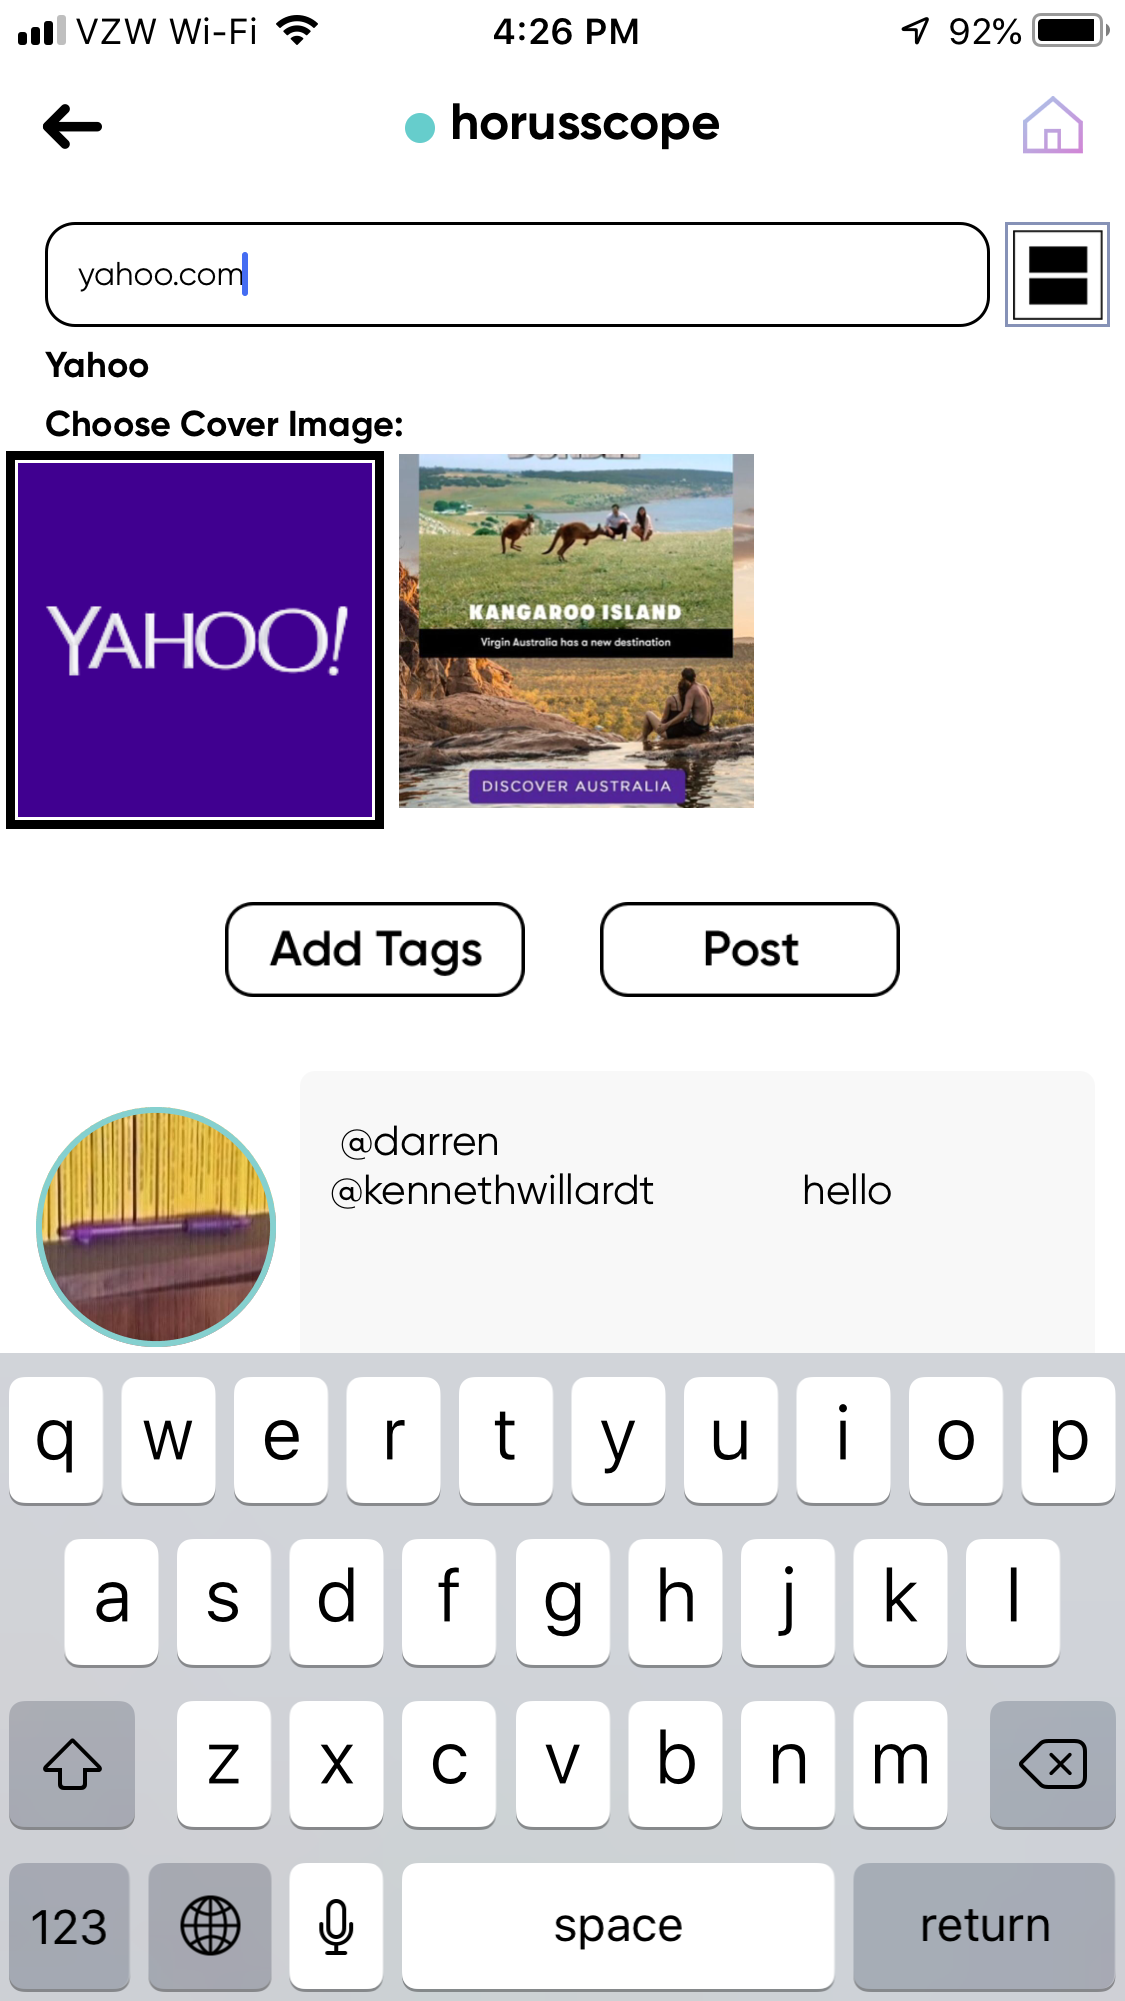 VZW Wi-Fi 4:26 PM 92%
horusscope
yahoo.com
Yahoo
Choose Cover Image:
YAHOO!
KANGAROO ISLAND
Virgin Australia has a new destination
DISCOVER AUSTRALIA
Add Tags Post
@darren
@kennethwillardt hello
q w e r t y u i o p
a s d f g h j k l
z x c v b n m
123 space return